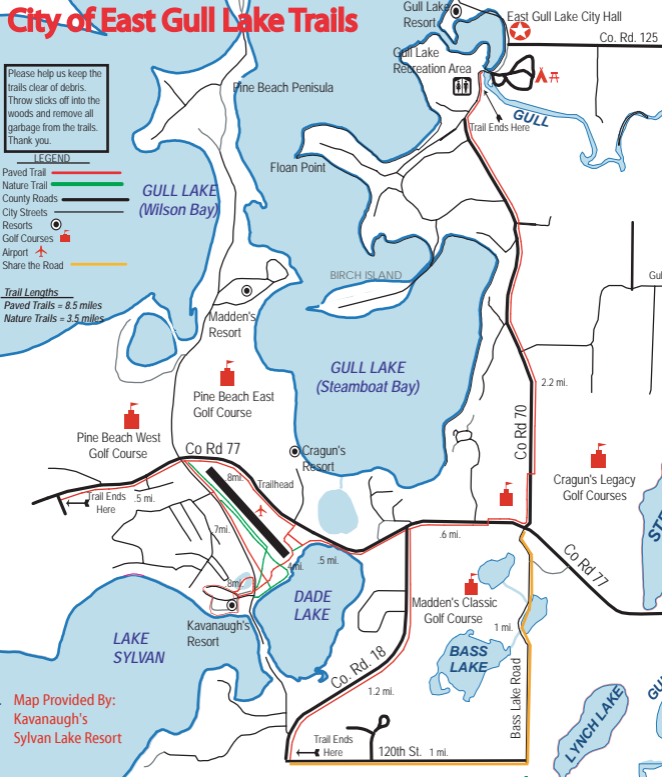 City of East Gull Lake Trails
Gull Lake
Resort
East Gull Lake City Hall
Co. Rd. 125
Gull Lake
Recreation Area
Please help us keep the
trails clear of debris.
Throw sticks off into the
woods and remove all
garbage from the trails.
Thank you.
Pine Beach Penisula
GULL
Trail Ends Here
LEGEND
Paved Trail
Nature Trail
County Roads
City Streets
Resorts
Golf Courses
Airport
Share the Road
Floan Point
GULL LAKE
(Wilson Bay)
BIRCH ISLAND
Gul
Trail Lengths
Paved Trails = 8.5 miles
Nature Trails = 3.5 miles
Madden's
Resort
GULL LAKE
(Steamboat Bay)
2.2 mi.
Pine Beach East
Golf Course
Co Rd 70
Pine Beach West
Golf Course
Co Rd 77
Cragun's
Resort
Cragun's Legacy
Golf Courses
.8mi.
Trailhead
Trail Ends
Here
.5 mi.
.7mi.
.6 mi.
STE
.4mi.
.5 mi.
Co Rd 77
.8mi.
DADE
LAKE
Madden's Classic
Golf Course
Kavanaugh's
Resort
1 mi.
LAKE
SYLVAN
BASS
LAKE
Co. Rd. 18
1.2 mi.
Bass Lake Road
LYNCH LAKE
GU
Map Provided By:
Kavanaugh's
Sylvan Lake Resort
Trail Ends
Here
120th St. 1 mi.